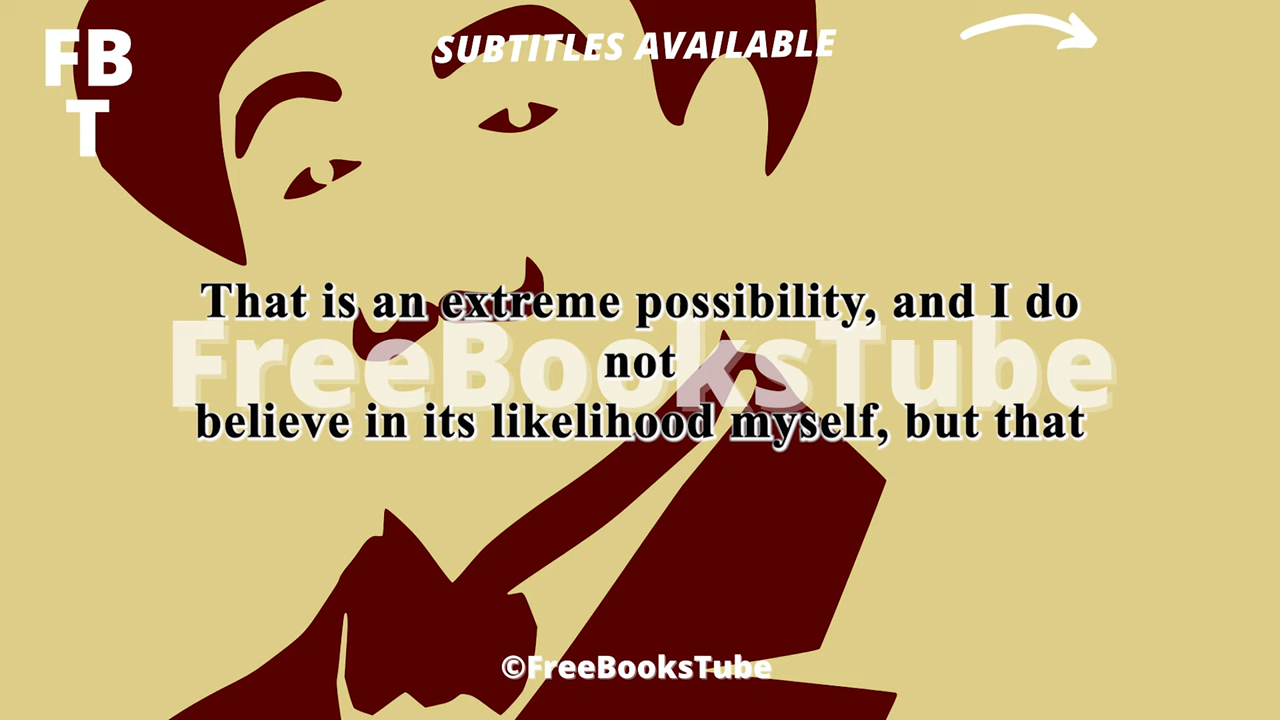 FB
T
SUBTITLES AVAILABLE
That is an extreme possibility, and I do
not
believe in its likelihood myself, but that
FreeBooksTube
©FreeBooksTube